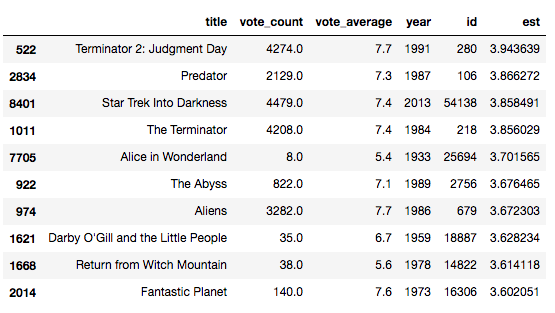 title vote_count vote_average year id est
522 Terminator 2: Judgment Day 4274.0 7.7 1991 280 3.943639
2834 Predator 2129.0 7.3 1987 106 3.866272
8401 Star Trek Into Darkness 4479.0 7.4 2013 54138 3.858491
1011 The Terminator 4208.0 7.4 1984 218 3.856029
7705 Alice in Wonderland 8.0 5.4 1933 25694 3.701565
922 The Abyss 822.0 7.1 1989 2756 3.676465
974 Aliens 3282.0 7.7 1986 679 3.672303
1621 Darby O'Gill and the Little People 35.0 6.7 1959 18887 3.628234
1668 Return from Witch Mountain 38.0 5.6 1978 14822 3.614118
2014 Fantastic Planet 140.0 7.6 1973 16306 3.602051